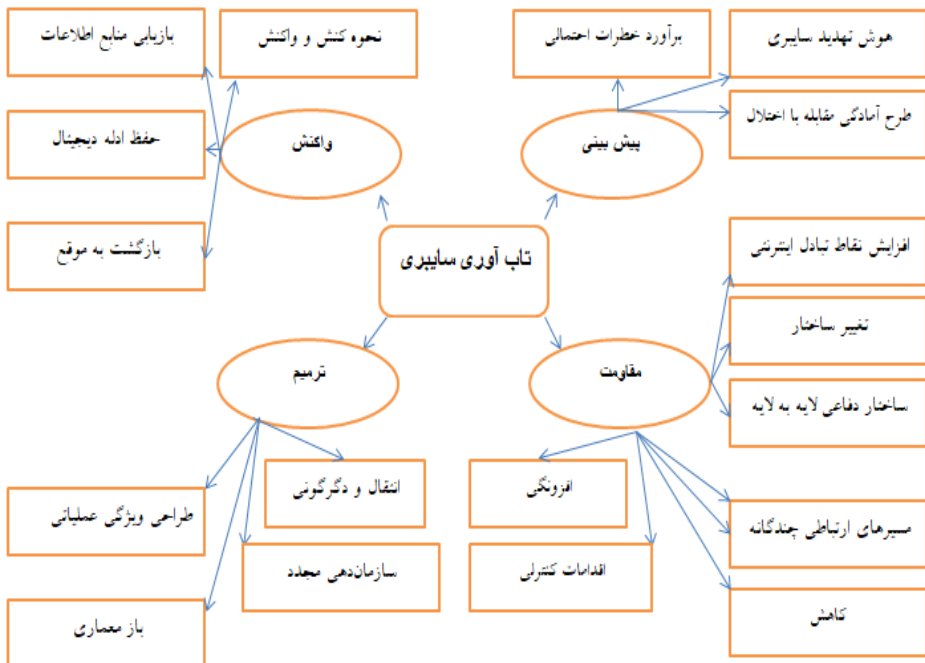 هوش تهدید سایبری
برآورد خطرات احتمالی
نحوه کنش و واکنش
بازیابی منابع اطلاعات
طرح آمادگی مقابله با اختلال
پیش بینی
واکنش
حفظ ادله دیجیتال
تاب آوری سایبری
بازگشت به موقع
افزایش نقاط تبادل اینترنتی
تغییر ساختار
ساختار دفاعی لایه به لایه
مقاومت
ترمیم
افزونگی
انتقال و دگرگونی
مسیرهای ارتباطی چندگانه
طراحی ویژگی عملیاتی
اقدامات کنترلی
سازمان‌دهی مجدد
کاهش
باز معماری